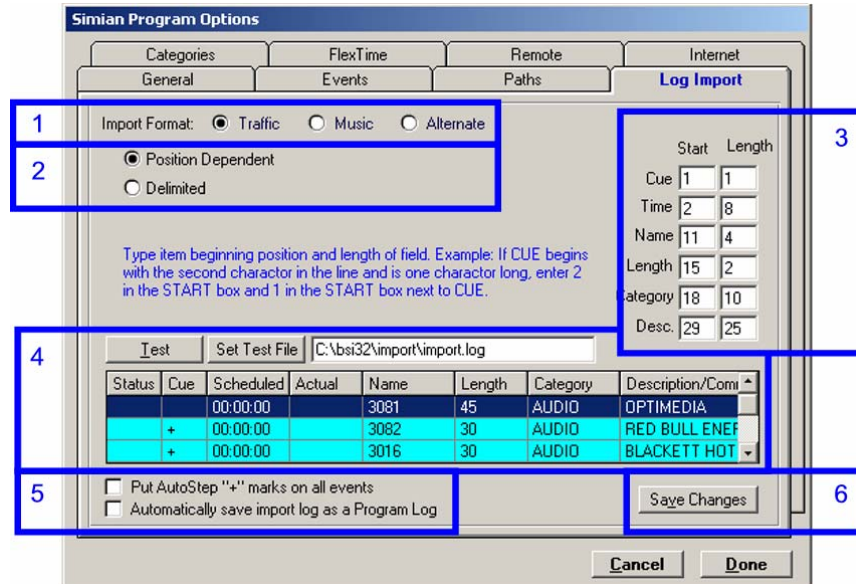 Simian Program Options
Categories FlexTime Remote Internet
General Events Paths Log Import
1
Import Format: Traffic Music Alternate
2
Position Dependent
Delimited
3
Start Length
Cue 1 1
Time 2 8
Name 11 4
Length 15 2
Category 18 10
Desc. 29 25
Type item beginning position and length of field. Example: If CUE begins
with the second charactor in the line and is one charactor long, enter 2
in the START box and 1 in the START box next to CUE.
4
Test Set Test File C:\bsi32\import\import.log
Status Cue Scheduled Actual Name Length Category Description/Com
00:00:00 3081 45 AUDIO OPTIMEDIA
+ 00:00:00 3082 30 AUDIO RED BULL ENER
+ 00:00:00 3016 30 AUDIO BLACKETT HOT
5
Put AutoStep "+" marks on all events
Automatically save import log as a Program Log
Save Changes
6
Cancel Done